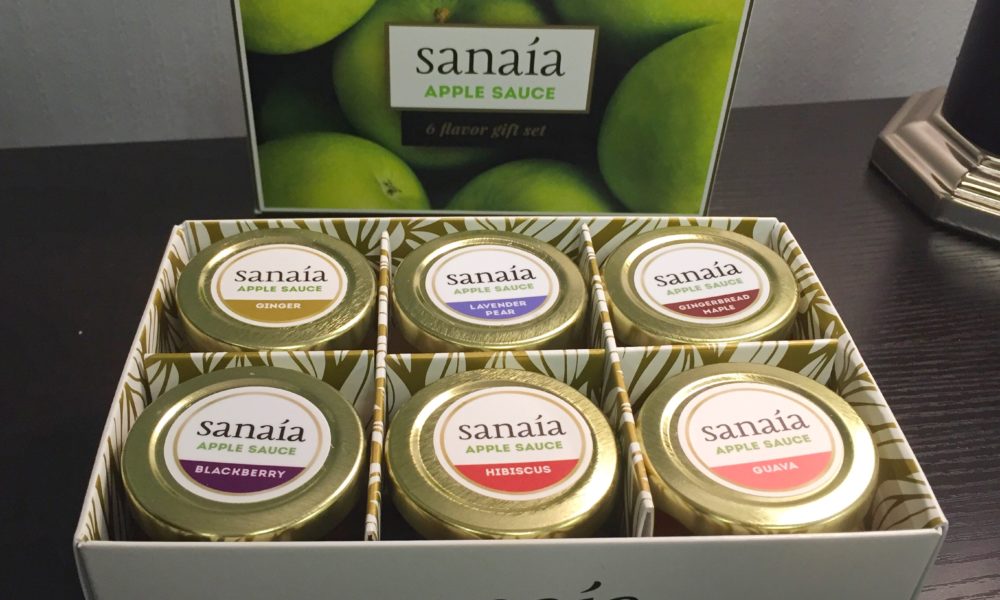 sanaía
APPLE SAUCE
6 flavor gift set
sanaía
APPLE SAUCE
GINGER
sanaía
APPLE SAUCE
LAVENDER
PEAR
sanaía
APPLE SAUCE
GINGERBREAD
MAPLE
sanaía
APPLE SAUCE
BLACKBERRY
sanaía
APPLE SAUCE
HIBISCUS
sanaía
APPLE SAUCE
GUAVA